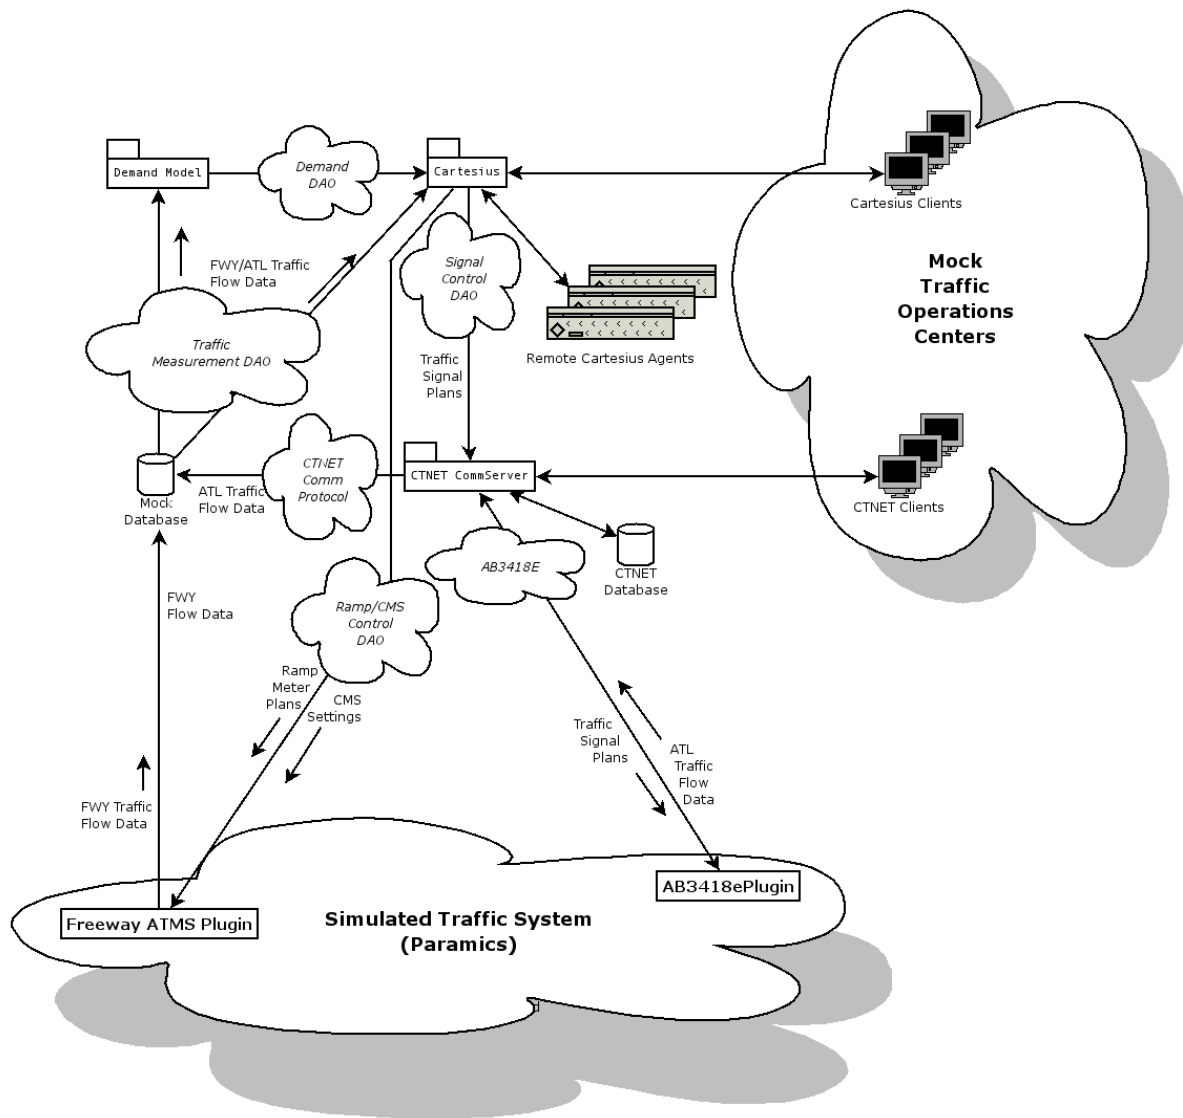 Demand Model
Demand
DAO
Cartesius
Cartesius Clients
Mock
Traffic
Operations
Centers
FWY/ATL Traffic
Flow Data
Signal
Control
DAO
Traffic
Measurement DAO
Remote Cartesius Agents
Traffic
Signal
Plans
CTNET
Comm
Protocol
CTNET CommServer
ATL Traffic
Flow Data
Mock
Database
CTNET Clients
AB3418E
CTNET
Database
FWY
Flow Data
Ramp/CMS
Control
DAO
Ramp
Meter
Plans
CMS
Settings
Traffic
Signal
Plans
ATL
Traffic
Flow
Data
FWY Traffic
Flow Data
AB3418ePlugin
Freeway ATMS Plugin
Simulated Traffic System
(Paramics)